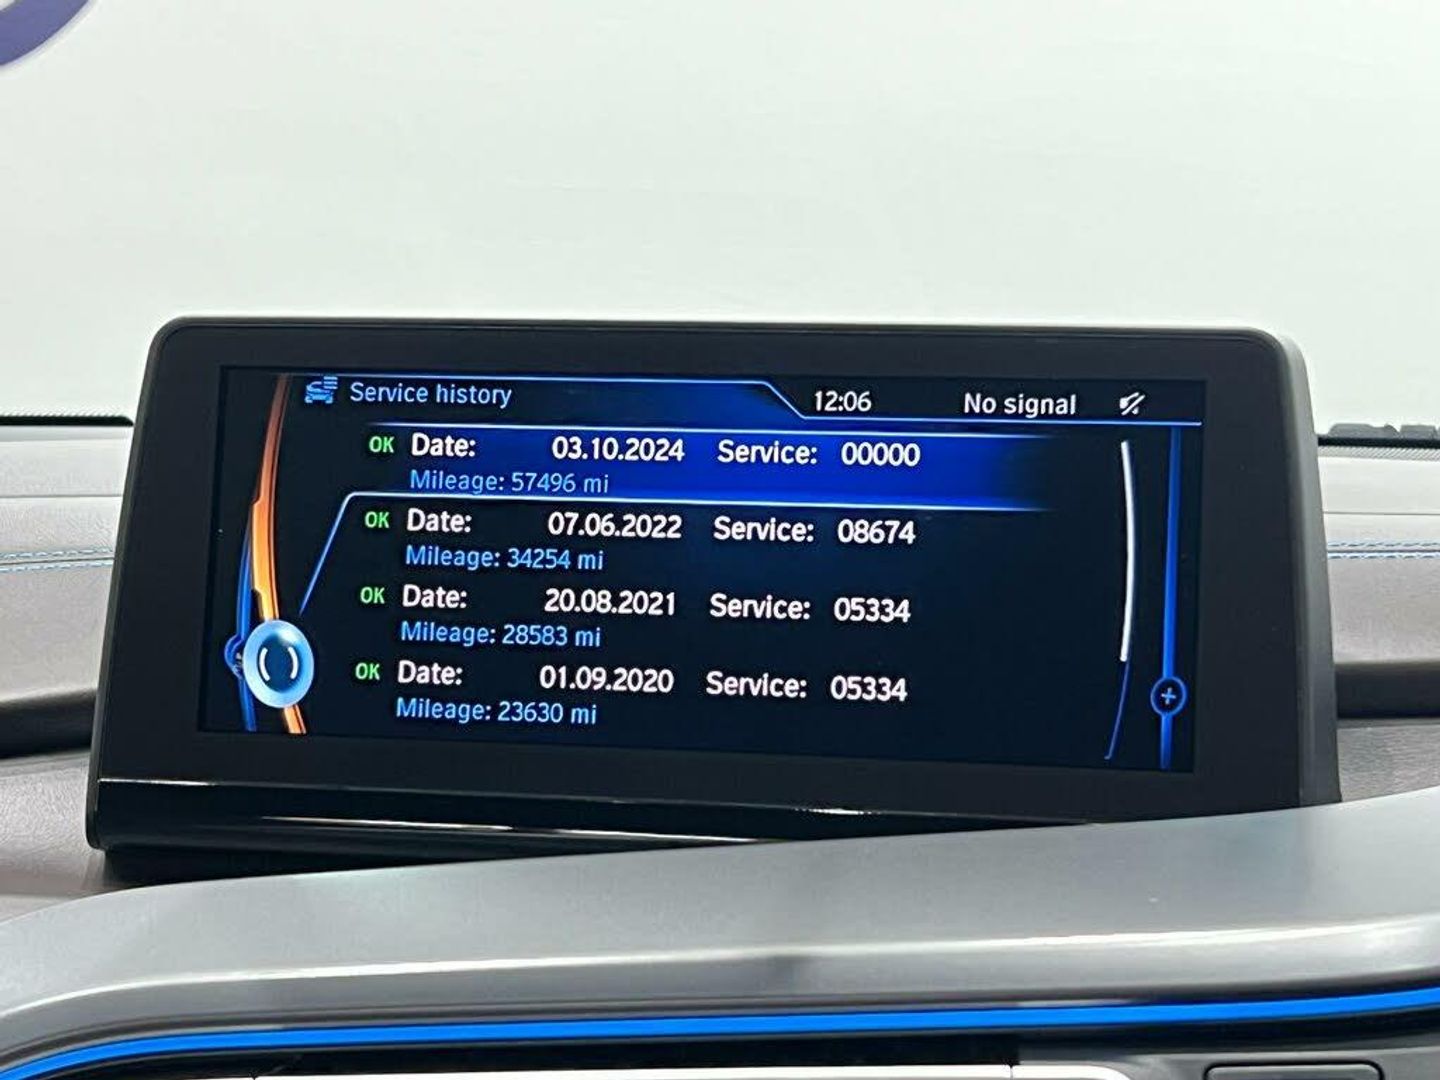 Service history 12:06 No signal
OK Date: 03.10.2024 Service: 00000
Mileage: 57496 mi
OK Date: 07.06.2022 Service: 08674
Mileage: 34254 mi
OK Date: 20.08.2021 Service: 05334
Mileage: 28583 mi
OK Date: 01.09.2020 Service: 05334
Mileage: 23630 mi